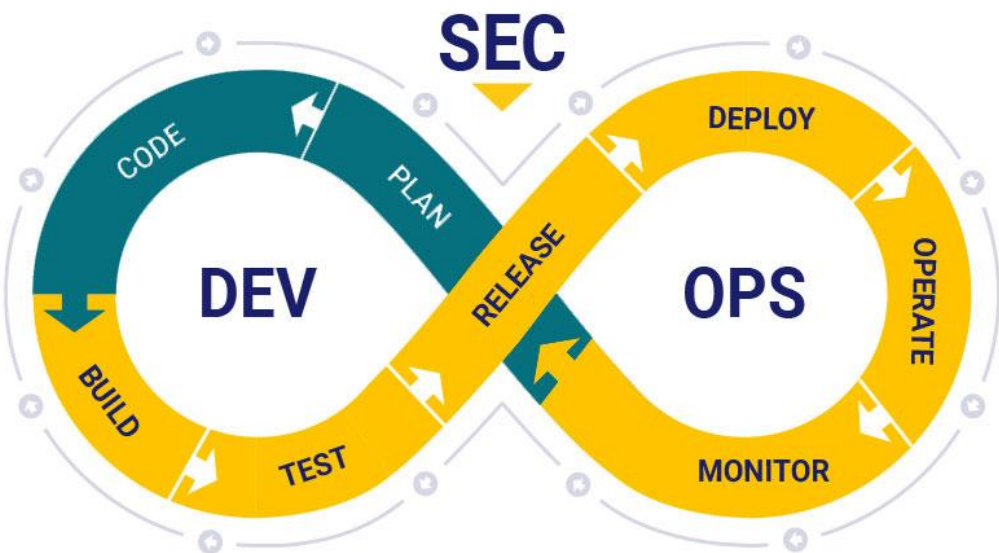 SEC
DEV
OPS
PLAN
CODE
BUILD
TEST
RELEASE
DEPLOY
OPERATE
MONITOR